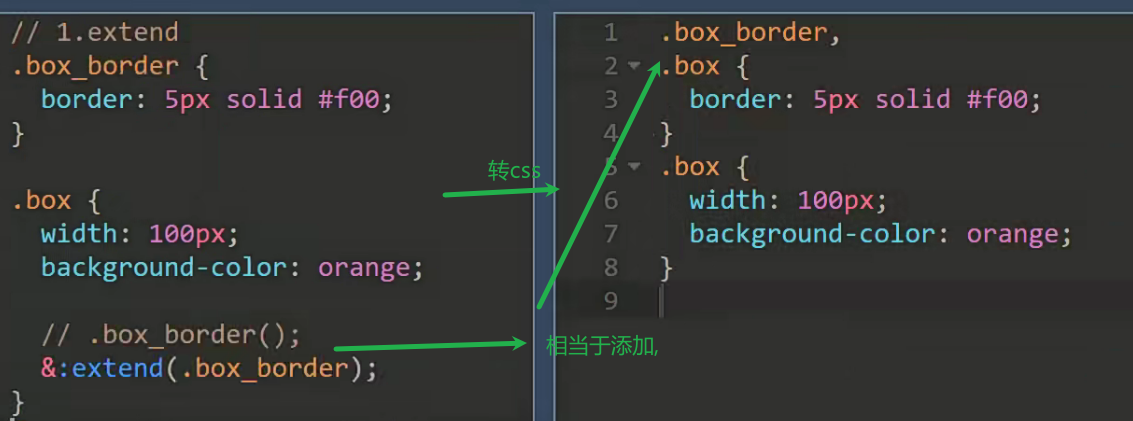 // 1.extend
.box_border {
  border: 5px solid #f00;
}
.box {
  width: 100px;
  background-color: orange;
  // .box_border();
  &:extend(.box_border);
}
转css
相当于添加,
1 .box_border,
2 .box {
3   border: 5px solid #f00;
4 }
5 .box {
6   width: 100px;
7   background-color: orange;
8 }
9